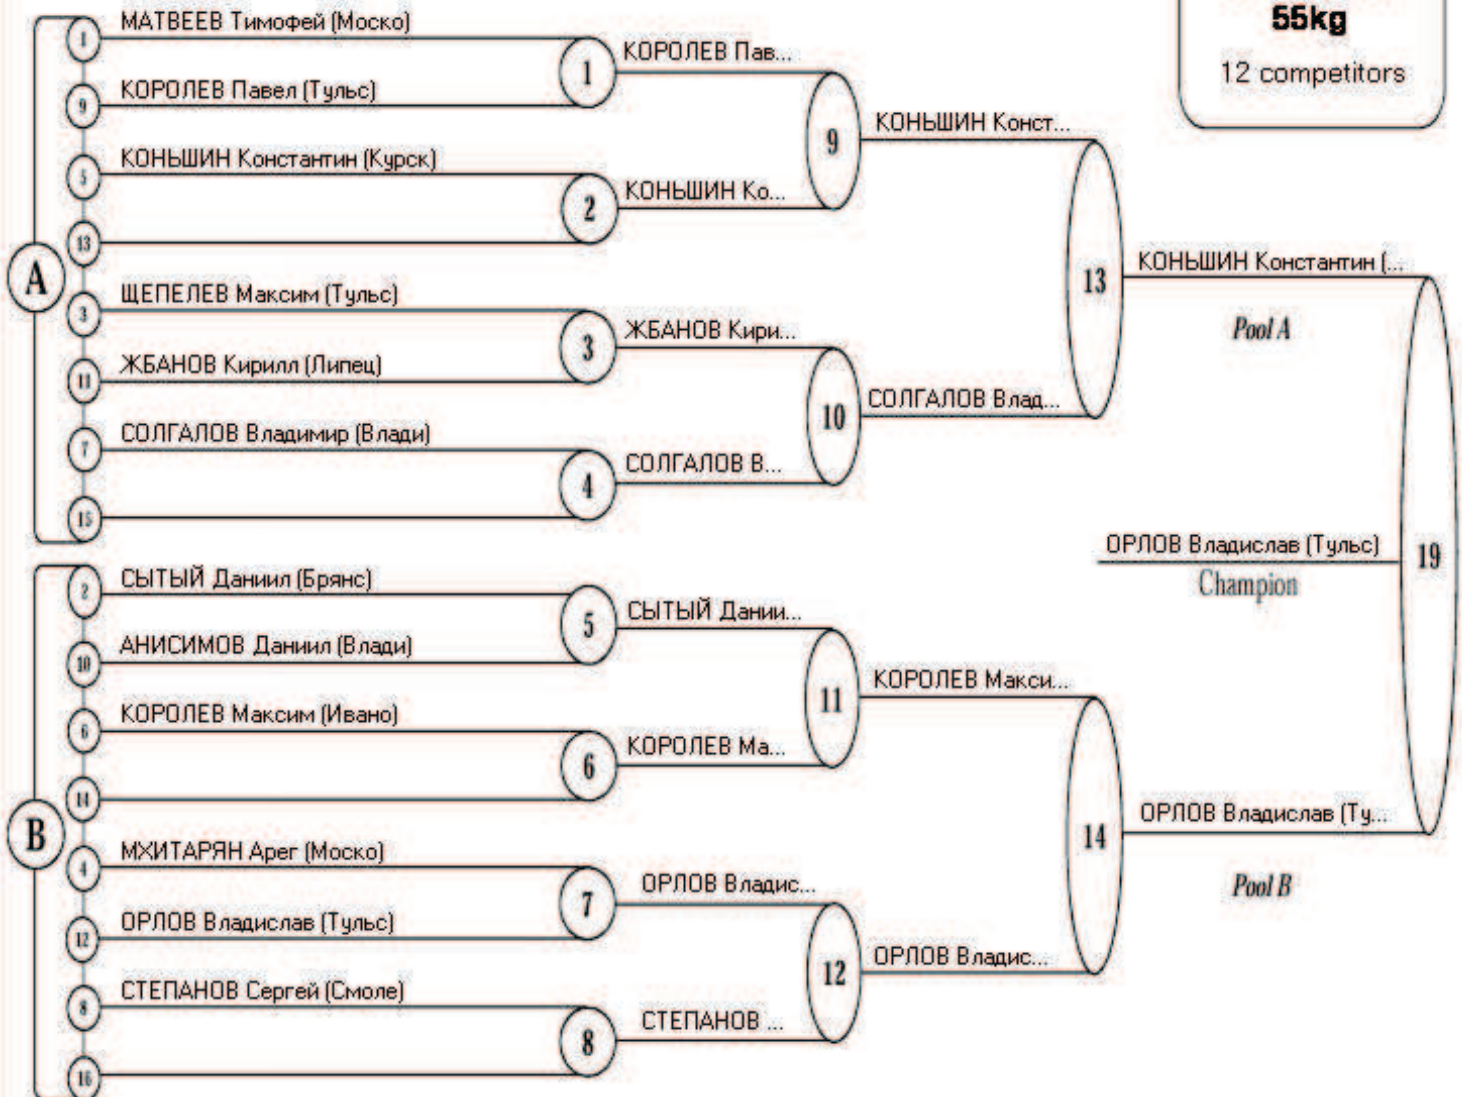 55kg
12 competitors
A
1 МАТВЕЕВ Тимофей (Моско)
9 КОРОЛЕВ Павел (Тульс)
5 КОНЬШИН Константин (Курск)
13
3 ЩЕПЕЛЕВ Максим (Тульс)
11 ЖБАНОВ Кирилл (Липец)
7 СОЛГАЛОВ Владимир (Влади)
15
B
2 СЫТЫЙ Даниил (Брянс)
10 АНИСИМОВ Даниил (Влади)
6 КОРОЛЕВ Максим (Ивано)
14
4 МХИТАРЯН Арег (Моско)
12 ОРЛОВ Владислав (Тульс)
8 СТЕПАНОВ Сергей (Смоле)
16
1 КОРОЛЕВ Пав...
2 КОНЬШИН Ко...
3 ЖБАНОВ Кири...
4 СОЛГАЛОВ В...
5 СЫТЫЙ Дании...
6 КОРОЛЕВ Ма...
7 ОРЛОВ Владис...
8 СТЕПАНОВ ...
9 КОНЬШИН Конст...
10 СОЛГАЛОВ Влад...
11 КОРОЛЕВ Макси...
12 ОРЛОВ Владис...
13 КОНЬШИН Константин (...
Pool A
14 ОРЛОВ Владислав (Ту...
Pool B
19
ОРЛОВ Владислав (Тульс)
Champion